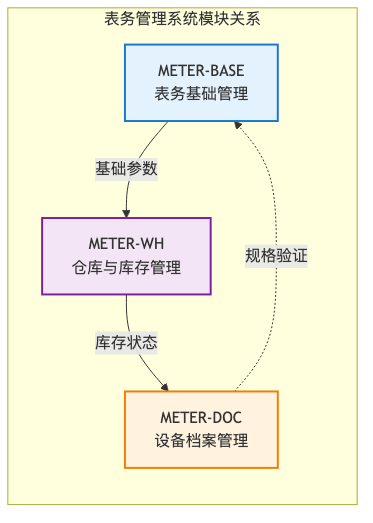 表务管理系统模块关系
METER-BASE
表务基础管理
基础参数
METER-WH
仓库与库存管理
规格验证
库存状态
METER-DOC
设备档案管理